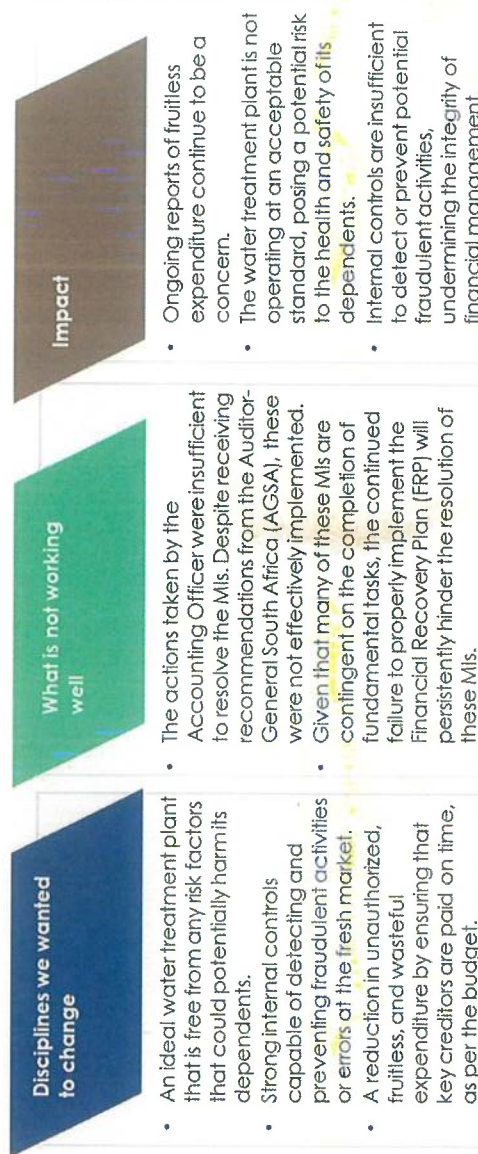 Disciplines we wanted
to change
• An ideal water treatment plant
that is free from any risk factors
that could potentially harmits
dependents.
• Strong internal controls
capable of detecting and
preventing fraudulent activities
or errors at the fresh market.
• A reduction in unauthorized,
fruitless, and wasteful
expenditure by ensuring that
key creditors are paid on time,
as per the budget.
What is not working
well
• The actions taken by the
Accounting Officer were insufficient
to resolve the MIs. Despite receiving
recommendations from the Auditor-
General South Africa (AGSA), these
were not effectively implemented.
• Given that many of these MIs are
contingent on the completion of
fundamental tasks, the continued
failure to properly implement the
Financial Recovery Plan (FRP) will
persistently hinder the resolution of
these MIs.
Impact
• Ongoing reports of fruitless
expenditure continue to be a
concern.
• The water treatment plant is not
operating at an acceptable
standard, posing a potential risk
to the health and safety of its
dependents.
• Internal controls are insufficient
to detect or prevent potential
fraudulent activities,
undermining the integrity of
financial management